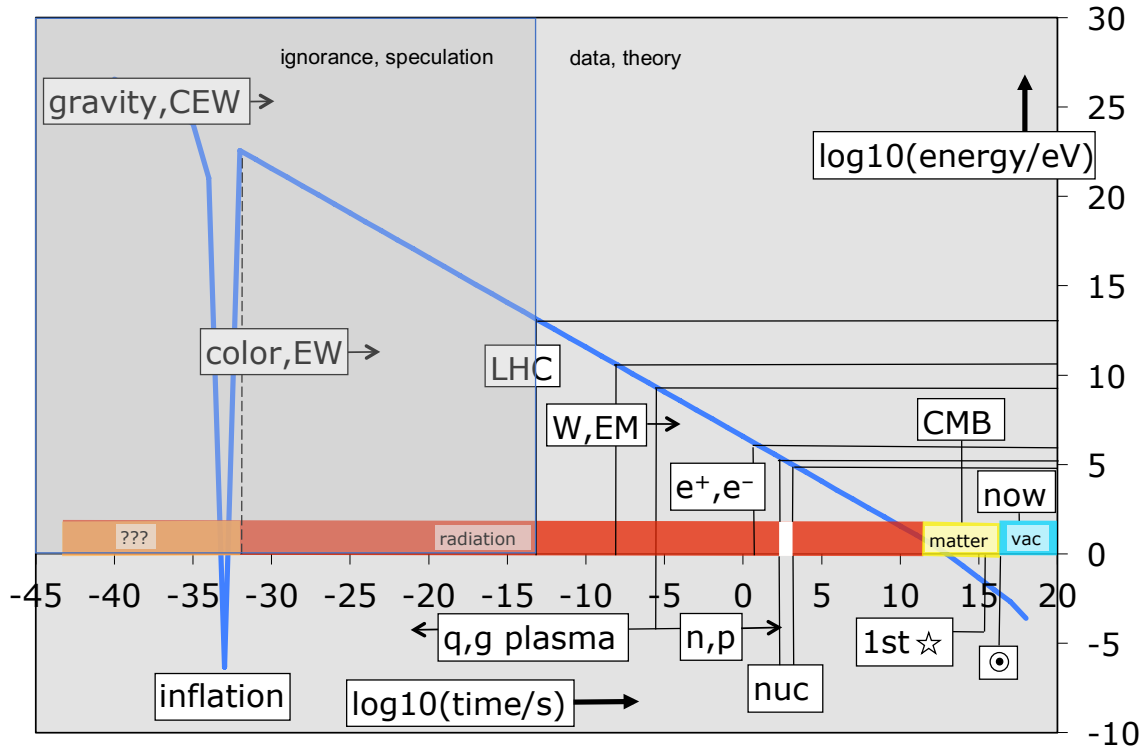 30
ignorance, speculation
data, theory
gravity,CEW →
25
log10(energy/eV)
20
15
color,EW →
LHC
10
W,EM →
CMB
e⁺,e⁻
5
now
???
radiation
matter
vac
0
-45 -40 -35 -30 -25 -20 -15 -10 -5 0 5 10 15 20
← q,g plasma
n,p →
1st ☆
☉
-5
inflation
log10(time/s) →
nuc
-10